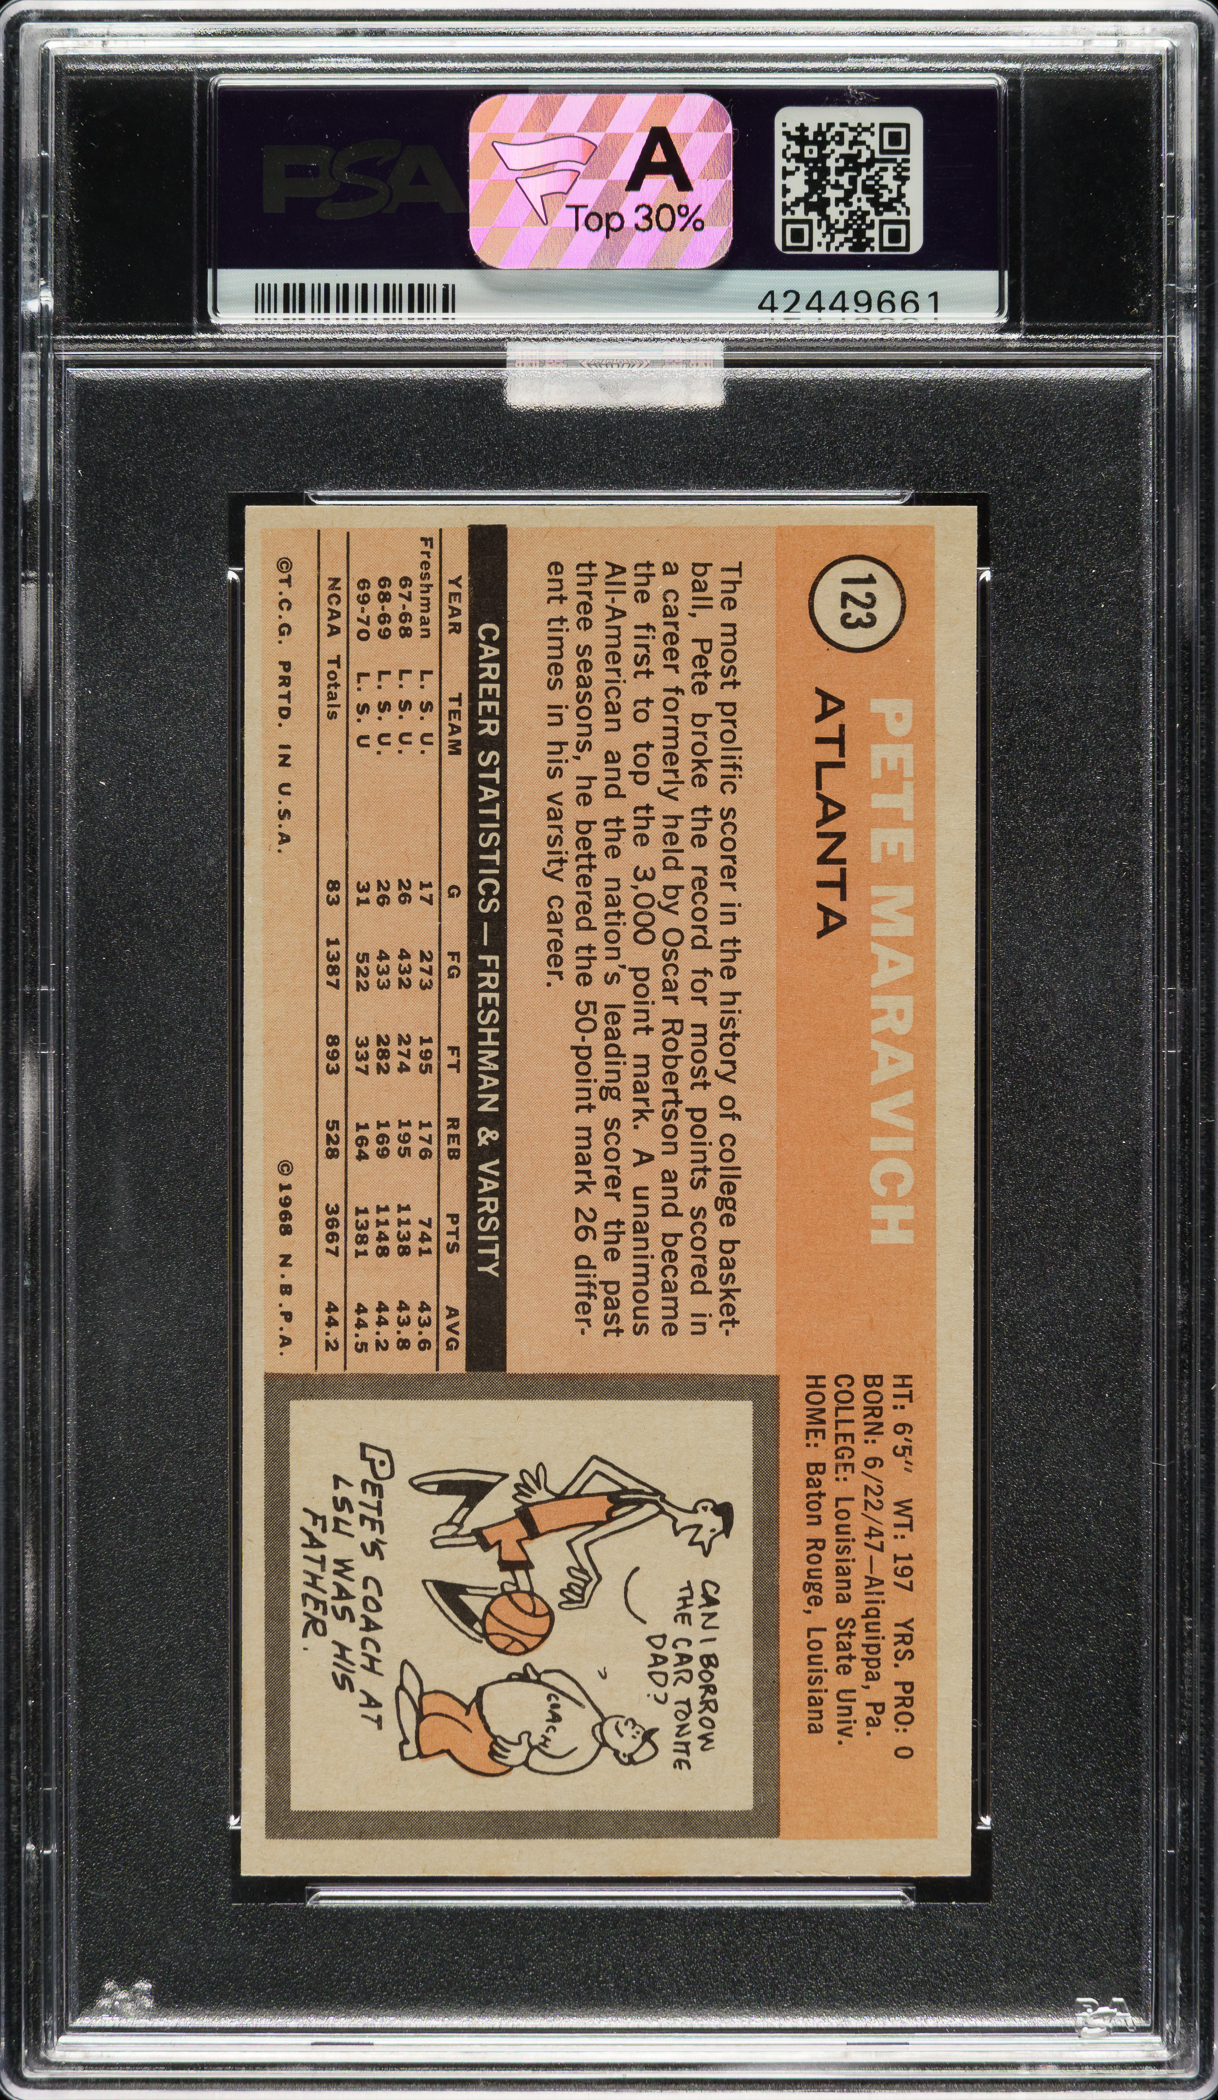 PSA
A
Top 30%
42449661
123
PETE MARAVICH
ATLANTA
HT: 6'5" WT: 197 YRS. PRO: 0
BORN: 6/22/47—Aliquippa, Pa.
COLLEGE: Louisiana State Univ.
HOME: Baton Rouge, Louisiana
The most prolific scorer in the history of college basket-
ball, Pete broke the record for most points scored in
a career formerly held by Oscar Robertson and became
the first to top the 3,000 point mark. A unanimous
All-American and the nation's leading scorer the past
three seasons, he bettered the 50-point mark 26 differ-
ent times in his varsity career.
CAREER STATISTICS — FRESHMAN & VARSITY
YEAR TEAM G FG FT REB PTS AVG
Freshman L. S. U. 17 273 195 176 741 43.6
67-68 L. S. U. 26 432 274 195 1138 43.8
68-69 L. S. U. 26 433 282 169 1148 44.2
69-70 L. S. U 31 522 337 164 1381 44.5
NCAA Totals 83 1387 893 528 3667 44.2
©T.C.G. PRTD. IN U.S.A. ©1968 N.B.P.A.
CAN I BORROW
THE CAR TONITE
DAD?
COACH
PETE'S COACH AT
LSU WAS HIS
FATHER.
PSA